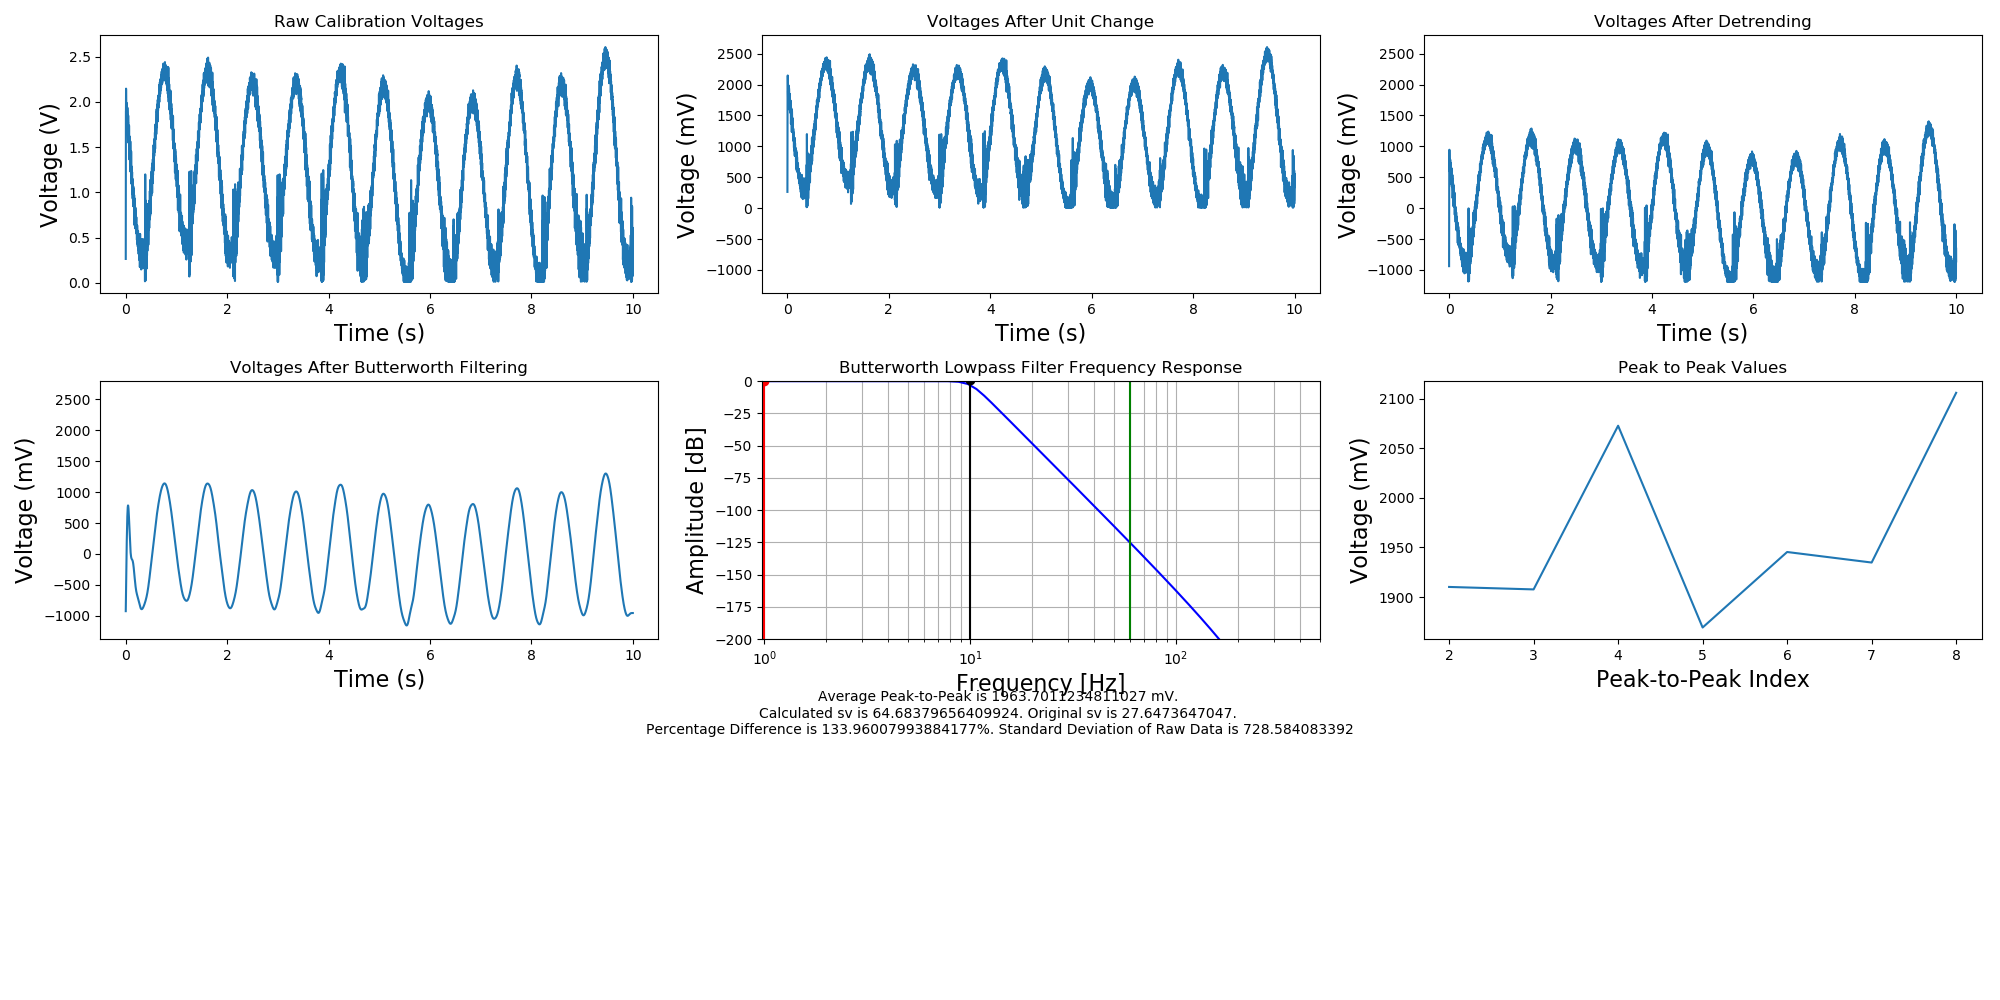 Raw Calibration Voltages
Voltage (V)
2.5
2.0
1.5
1.0
0.5
0.0
0 2 4 6 8 10
Time (s)
Voltages After Unit Change
Voltage (mV)
2500
2000
1500
1000
500
0
−500
−1000
0 2 4 6 8 10
Time (s)
Voltages After Detrending
Voltage (mV)
2500
2000
1500
1000
500
0
−500
−1000
0 2 4 6 8 10
Time (s)
Voltages After Butterworth Filtering
Voltage (mV)
2500
2000
1500
1000
500
0
−500
−1000
0 2 4 6 8 10
Time (s)
Butterworth Lowpass Filter Frequency Response
Amplitude [dB]
0
−25
−50
−75
−100
−125
−150
−175
−200
10⁰ 10¹ 10²
Frequency [Hz]
Peak to Peak Values
Voltage (mV)
2100
2050
2000
1950
1900
2 3 4 5 6 7 8
Peak-to-Peak Index
Average Peak-to-Peak is 1963.7011234811027 mV.
Calculated sv is 64.68379656409924. Original sv is 27.6473647047.
Percentage Difference is 133.96007993884177%. Standard Deviation of Raw Data is 728.584083392